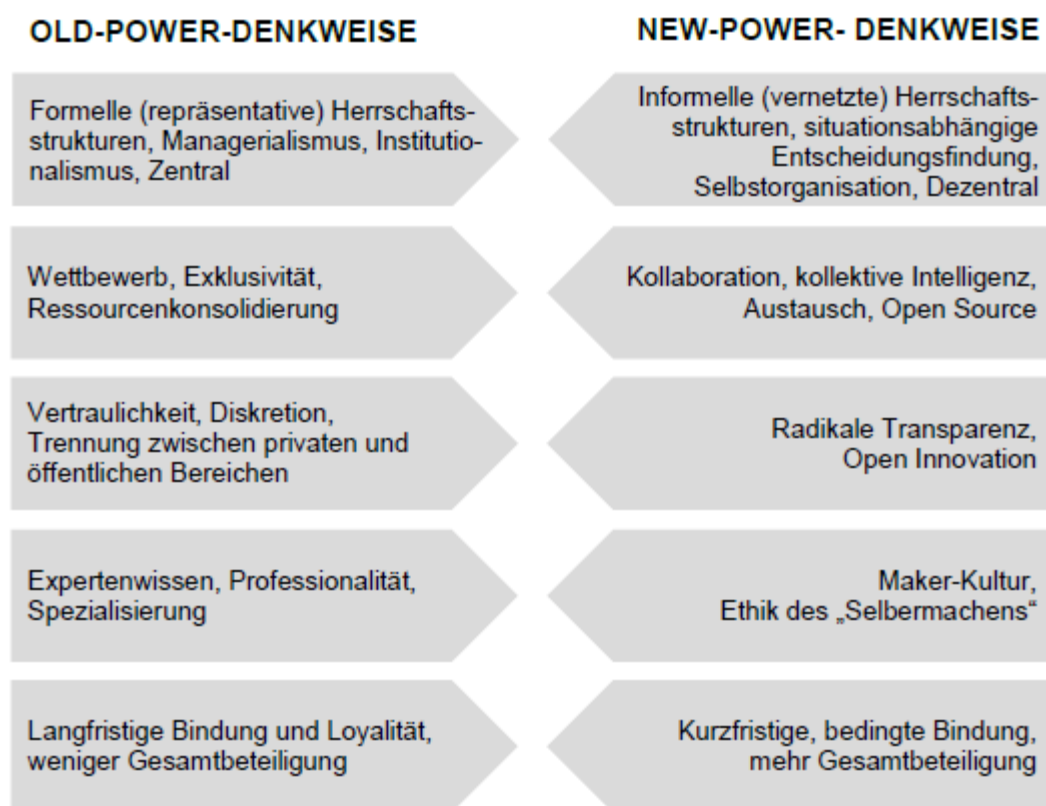 OLD-POWER-DENKWEISE
NEW-POWER- DENKWEISE
Formelle (repräsentative) Herrschafts-
strukturen, Managerialismus, Institutio-
nalismus, Zentral
Informelle (vernetzte) Herrschafts-
strukturen, situationsabhängige
Entscheidungsfindung,
Selbstorganisation, Dezentral
Wettbewerb, Exklusivität,
Ressourcenkonsolidierung
Kollaboration, kollektive Intelligenz,
Austausch, Open Source
Vertraulichkeit, Diskretion,
Trennung zwischen privaten und
öffentlichen Bereichen
Radikale Transparenz,
Open Innovation
Expertenwissen, Professionalität,
Spezialisierung
Maker-Kultur,
Ethik des „Selbermachens“
Langfristige Bindung und Loyalität,
weniger Gesamtbeteiligung
Kurzfristige, bedingte Bindung,
mehr Gesamtbeteiligung